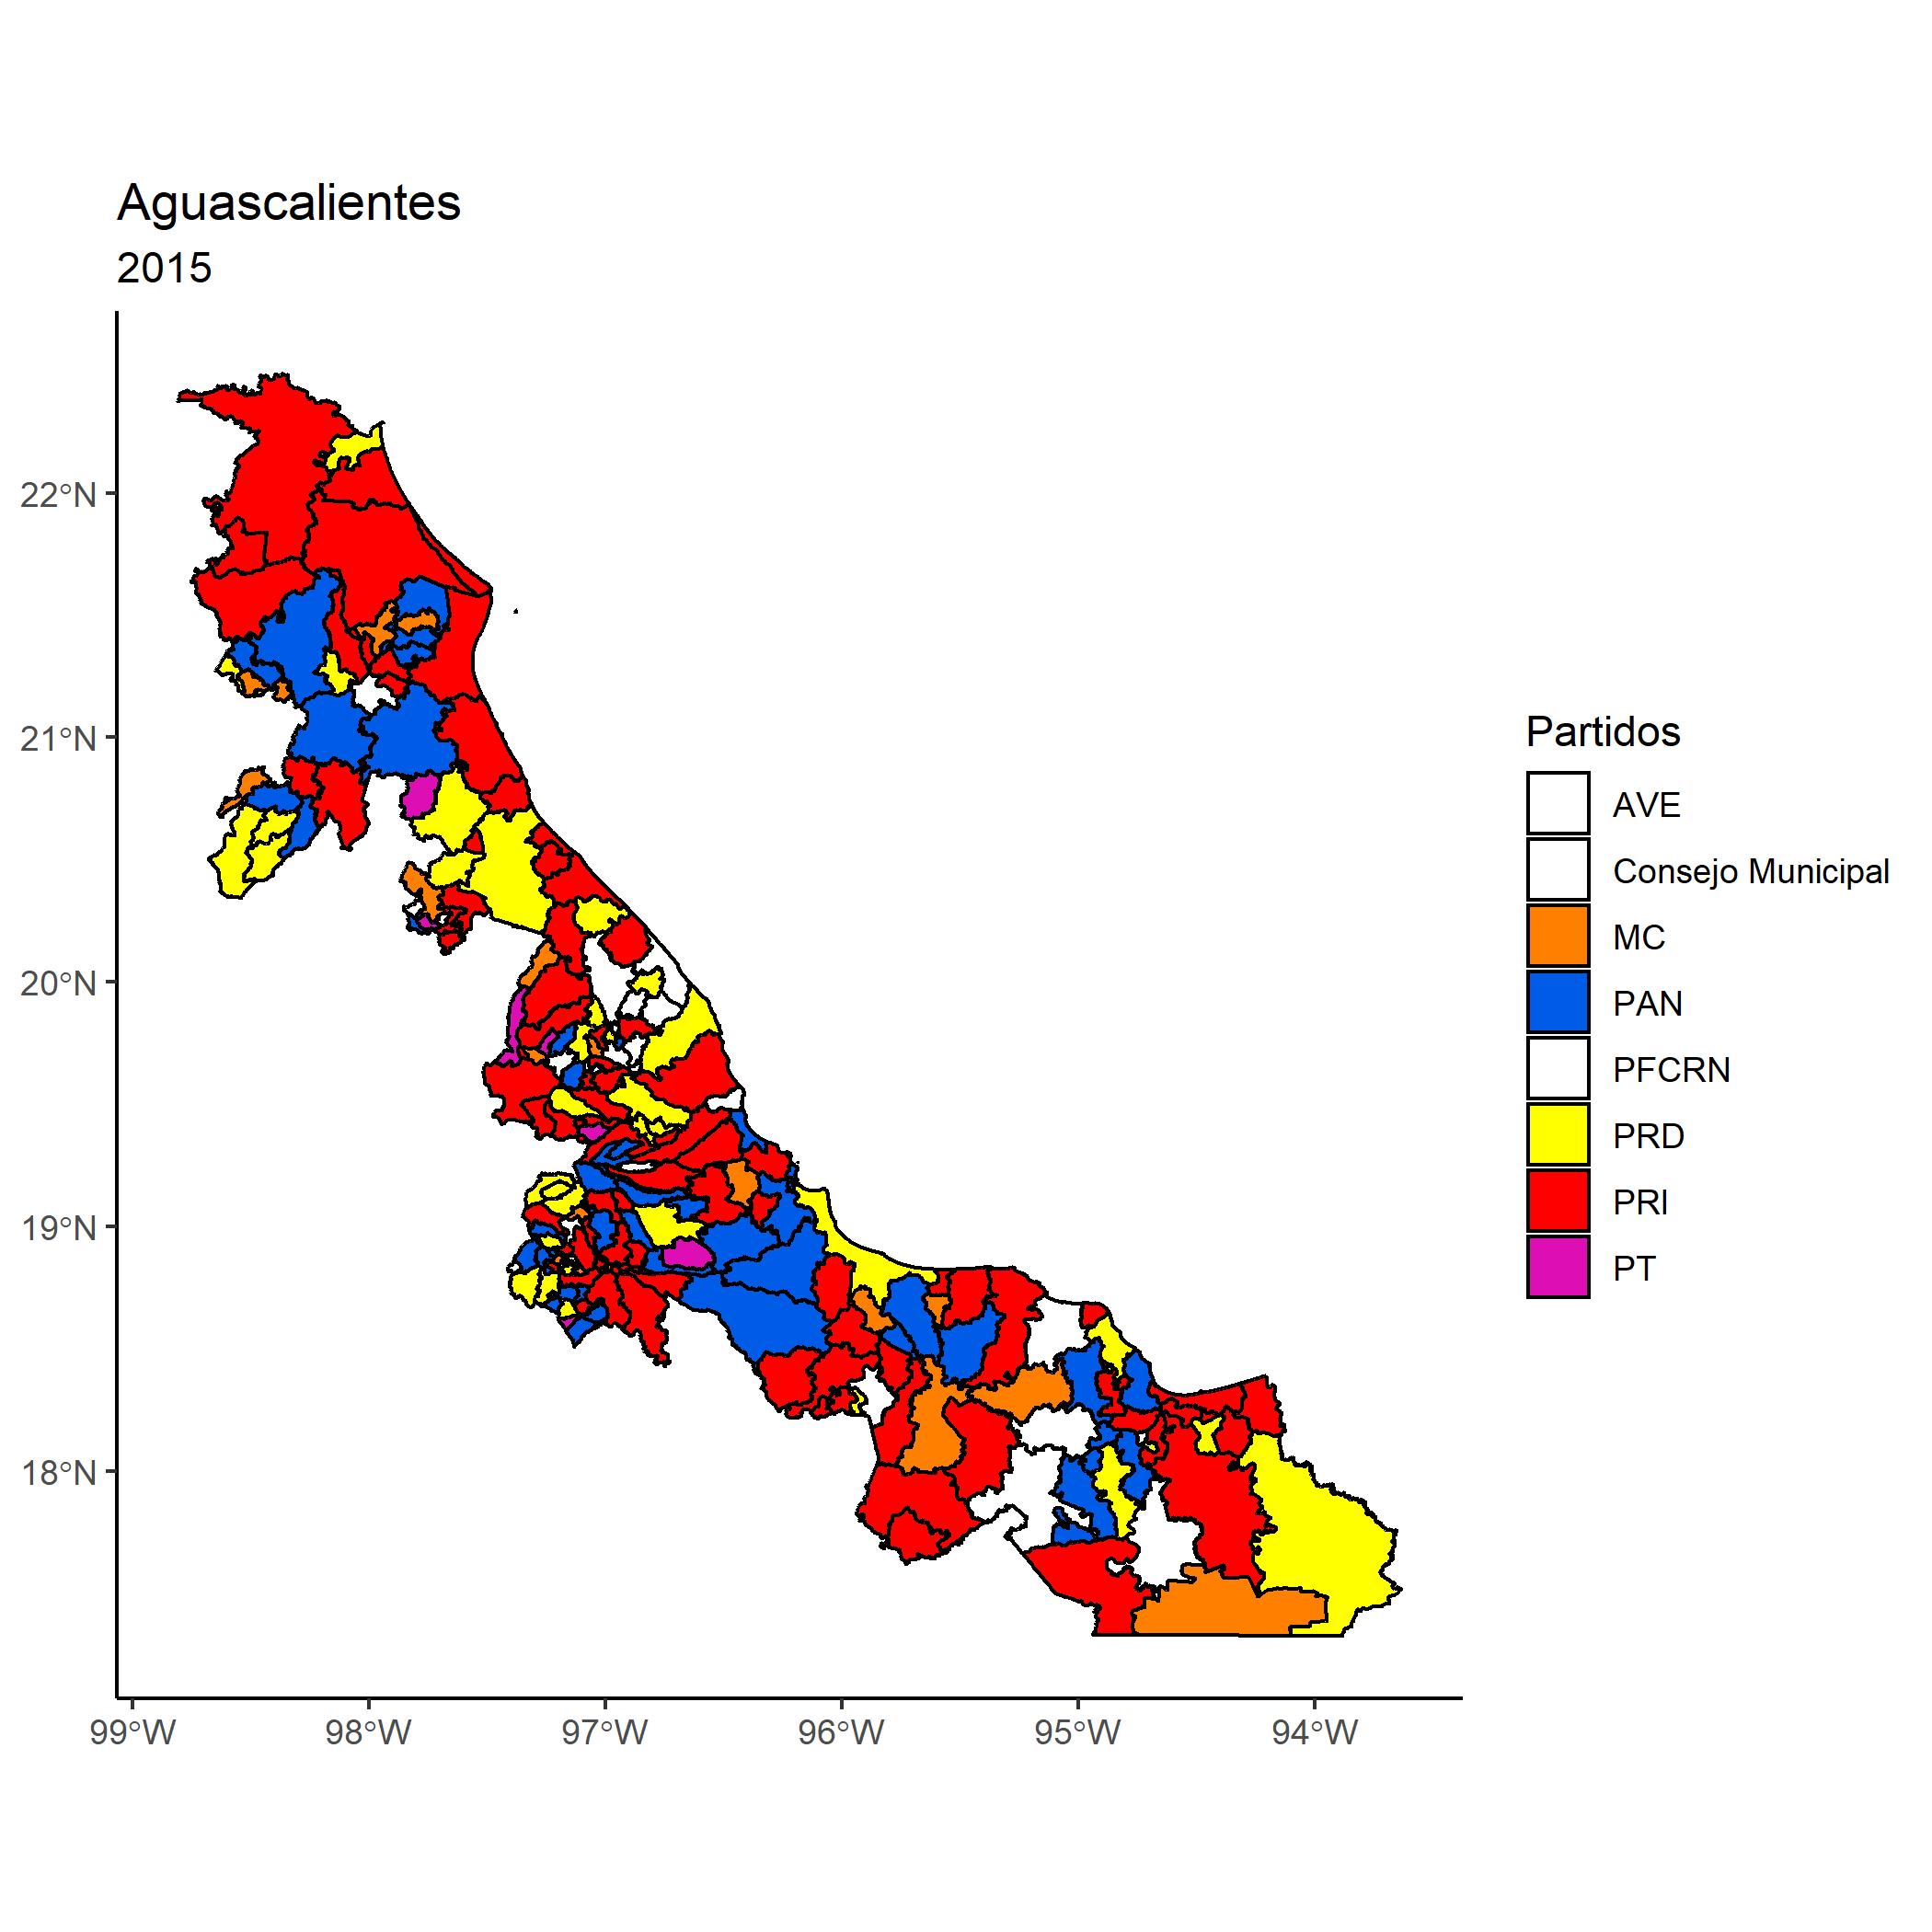 Aguascalientes
2015
22°N
21°N
20°N
19°N
18°N
99°W
98°W
97°W
96°W
95°W
94°W
Partidos
AVE
Consejo Municipal
MC
PAN
PFCRN
PRD
PRI
PT